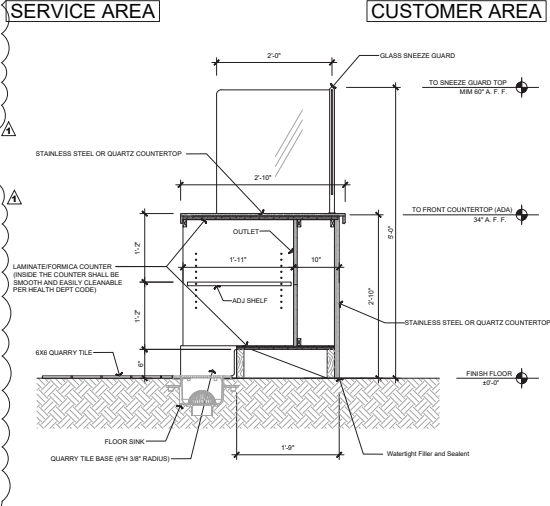 SERVICE AREA
CUSTOMER AREA
2'-0"
GLASS SNEEZE GUARD
TO SNEEZE GUARD TOP
MIM 60" A. F. F.
1
STAINLESS STEEL OR QUARTZ COUNTERTOP
2'-10"
1
TO FRONT COUNTERTOP (ADA)
34" A. F. F.
OUTLET
5'-0"
1'-2"
1'-11"
10"
LAMINATE/FORMICA COUNTER
(INSIDE THE COUNTER SHALL BE
SMOOTH AND EASILY CLEANABLE
PER HEALTH DEPT CODE)
ADJ SHELF
2'-10"
1'-2"
STAINLESS STEEL OR QUARTZ COUNTERTOP
6X6 QUARRY TILE
6"
FINISH FLOOR
±0'-0"
FLOOR SINK
1'-9"
QUARRY TILE BASE (6"H 3/8" RADIUS)
Watertight Filler and Sealent